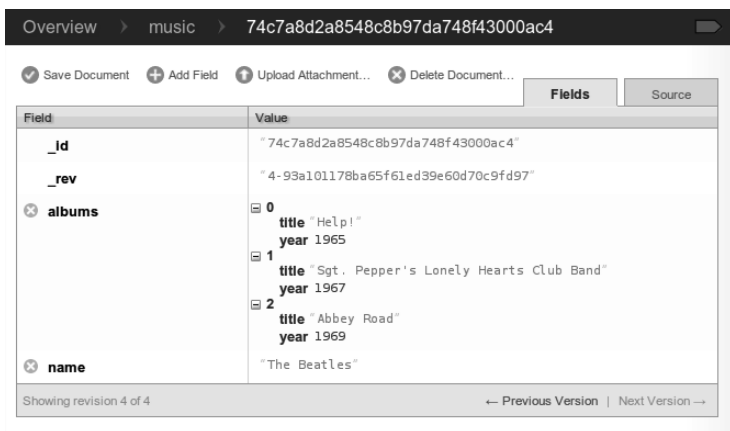 Overview > music > 74c7a8d2a8548c8b97da748f43000ac4
Save Document Add Field Upload Attachment... Delete Document...
Fields Source
Field Value
_id "74c7a8d2a8548c8b97da748f43000ac4"
_rev "4-93a101178ba65f61ed39e60d70c9fd97"
albums 0
title "Help!"
year 1965
1
title "Sgt. Pepper's Lonely Hearts Club Band"
year 1967
2
title "Abbey Road"
year 1969
name "The Beatles"
Showing revision 4 of 4 ← Previous Version | Next Version →